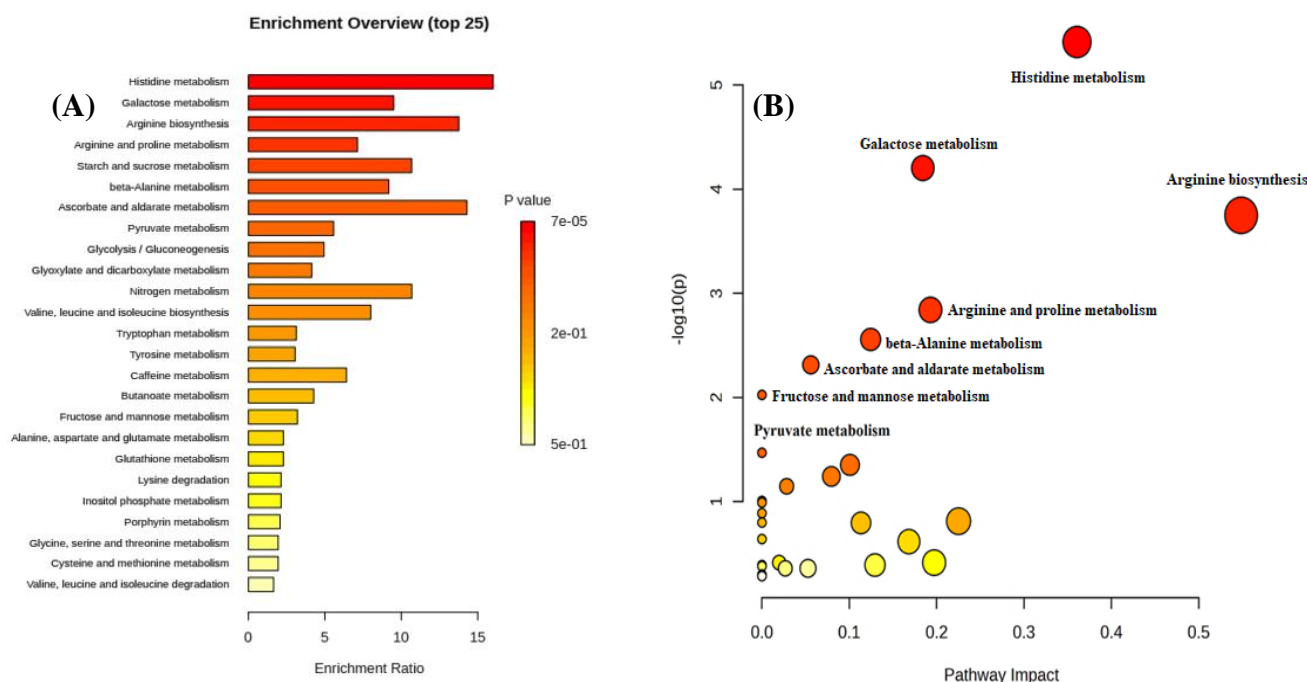 Enrichment Overview (top 25)
(A)
Histidine metabolism
Galactose metabolism
Arginine biosynthesis
Arginine and proline metabolism
Starch and sucrose metabolism
beta-Alanine metabolism
Ascorbate and aldarate metabolism
Pyruvate metabolism
Glycolysis / Gluconeogenesis
Glyoxylate and dicarboxylate metabolism
Nitrogen metabolism
Valine, leucine and isoleucine biosynthesis
Tryptophan metabolism
Tyrosine metabolism
Caffeine metabolism
Butanoate metabolism
Fructose and mannose metabolism
Alanine, aspartate and glutamate metabolism
Glutathione metabolism
Lysine degradation
Inositol phosphate metabolism
Porphyrin metabolism
Glycine, serine and threonine metabolism
Cysteine and methionine metabolism
Valine, leucine and isoleucine degradation
0 5 10 15
Enrichment Ratio
P value
7e-05
2e-01
5e-01
(B)
Histidine metabolism
Galactose metabolism
Arginine biosynthesis
Arginine and proline metabolism
beta-Alanine metabolism
Ascorbate and aldarate metabolism
Fructose and mannose metabolism
Pyruvate metabolism
5
4
3
2
1
-log10(p)
0.0 0.1 0.2 0.3 0.4 0.5
Pathway Impact